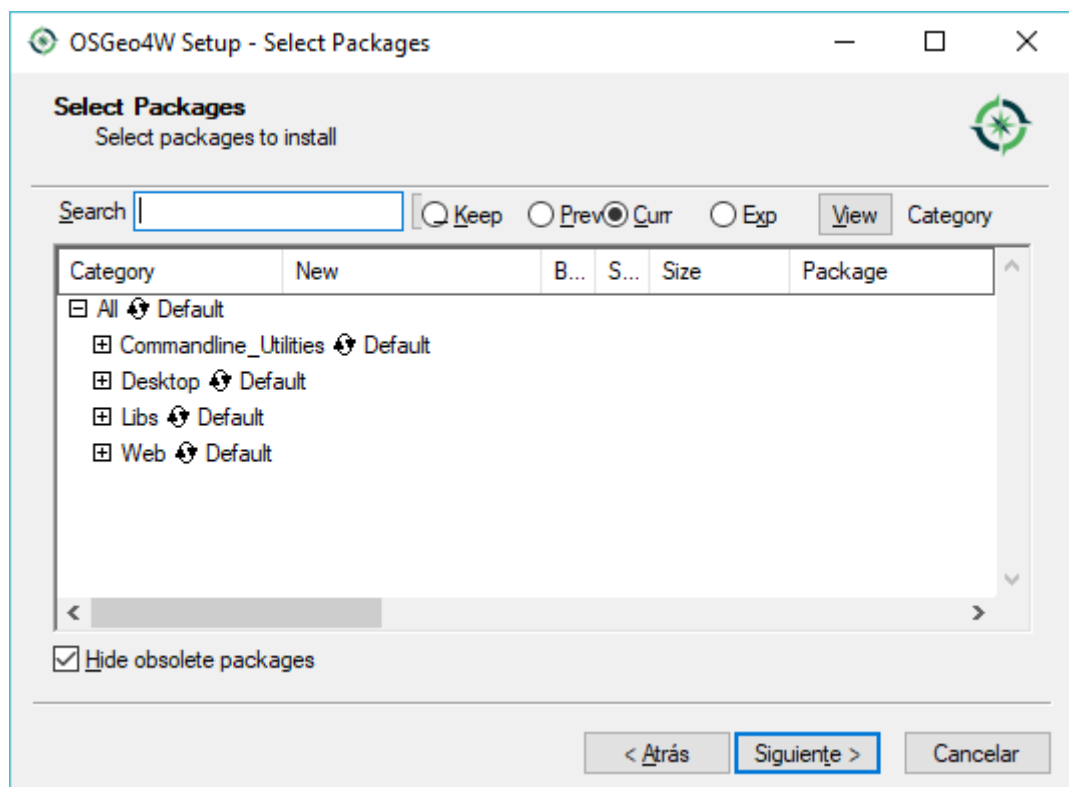 OSGeo4W Setup - Select Packages
Select Packages
Select packages to install
Search Keep Prev Curr Exp View Category
Category New B... S... Size Package
All Default
Commandline_Utilities Default
Desktop Default
Libs Default
Web Default
Hide obsolete packages
< Atrás Siguiente > Cancelar